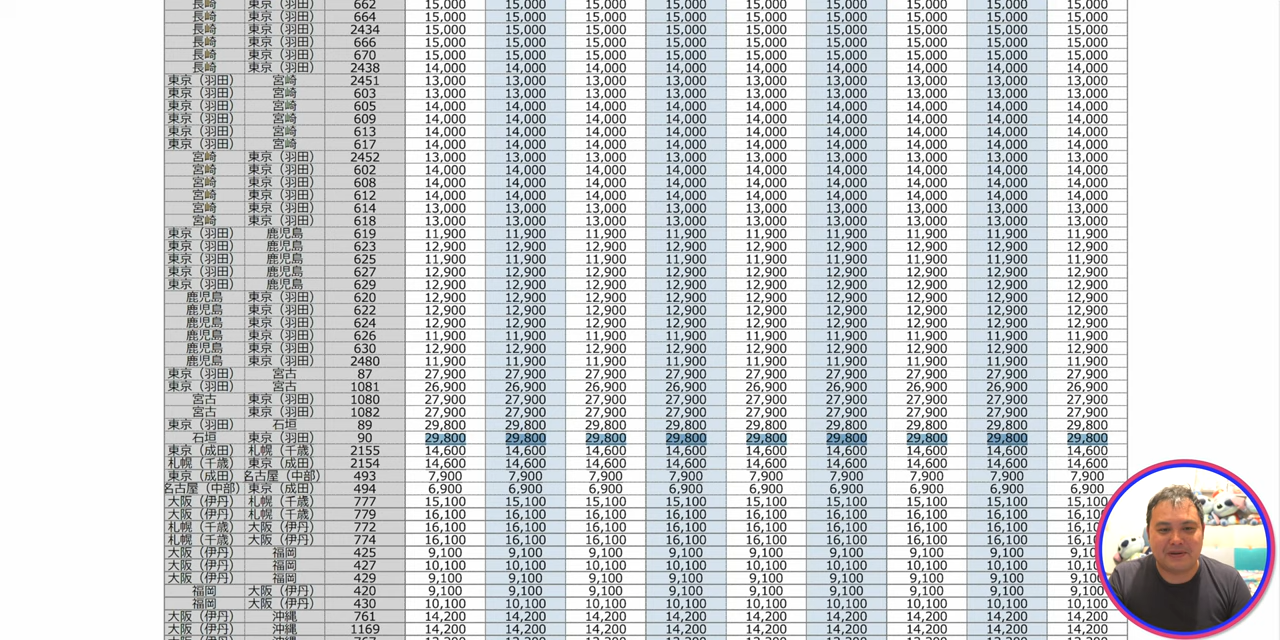 長崎 東京（羽田） 662 15,000 15,000 15,000 15,000 15,000 15,000 15,000 15,000 15,000
長崎 東京（羽田） 664 15,000 15,000 15,000 15,000 15,000 15,000 15,000 15,000 15,000
長崎 東京（羽田） 2434 15,000 15,000 15,000 15,000 15,000 15,000 15,000 15,000 15,000
長崎 東京（羽田） 666 15,000 15,000 15,000 15,000 15,000 15,000 15,000 15,000 15,000
長崎 東京（羽田） 670 15,000 15,000 15,000 15,000 15,000 15,000 15,000 15,000 15,000
長崎 東京（羽田） 2438 14,000 14,000 14,000 14,000 14,000 14,000 14,000 14,000 14,000
東京（羽田） 宮崎 2451 13,000 13,000 13,000 13,000 13,000 13,000 13,000 13,000 13,000
東京（羽田） 宮崎 603 13,000 13,000 13,000 13,000 13,000 13,000 13,000 13,000 13,000
東京（羽田） 宮崎 605 14,000 14,000 14,000 14,000 14,000 14,000 14,000 14,000 14,000
東京（羽田） 宮崎 609 14,000 14,000 14,000 14,000 14,000 14,000 14,000 14,000 14,000
東京（羽田） 宮崎 613 14,000 14,000 14,000 14,000 14,000 14,000 14,000 14,000 14,000
東京（羽田） 宮崎 617 14,000 14,000 14,000 14,000 14,000 14,000 14,000 14,000 14,000
宮崎 東京（羽田） 2452 13,000 13,000 13,000 13,000 13,000 13,000 13,000 13,000 13,000
宮崎 東京（羽田） 602 14,000 14,000 14,000 14,000 14,000 14,000 14,000 14,000 14,000
宮崎 東京（羽田） 608 14,000 14,000 14,000 14,000 14,000 14,000 14,000 14,000 14,000
宮崎 東京（羽田） 612 14,000 14,000 14,000 14,000 14,000 14,000 14,000 14,000 14,000
宮崎 東京（羽田） 614 13,000 13,000 13,000 13,000 13,000 13,000 13,000 13,000 13,000
宮崎 東京（羽田） 618 13,000 13,000 13,000 13,000 13,000 13,000 13,000 13,000 13,000
東京（羽田） 鹿児島 619 11,900 11,900 11,900 11,900 11,900 11,900 11,900 11,900 11,900
東京（羽田） 鹿児島 623 12,900 12,900 12,900 12,900 12,900 12,900 12,900 12,900 12,900
東京（羽田） 鹿児島 625 11,900 11,900 11,900 11,900 11,900 11,900 11,900 11,900 11,900
東京（羽田） 鹿児島 627 12,900 12,900 12,900 12,900 12,900 12,900 12,900 12,900 12,900
東京（羽田） 鹿児島 629 12,900 12,900 12,900 12,900 12,900 12,900 12,900 12,900 12,900
鹿児島 東京（羽田） 620 12,900 12,900 12,900 12,900 12,900 12,900 12,900 12,900 12,900
鹿児島 東京（羽田） 622 12,900 12,900 12,900 12,900 12,900 12,900 12,900 12,900 12,900
鹿児島 東京（羽田） 624 12,900 12,900 12,900 12,900 12,900 12,900 12,900 12,900 12,900
鹿児島 東京（羽田） 626 11,900 11,900 11,900 11,900 11,900 11,900 11,900 11,900 11,900
鹿児島 東京（羽田） 630 12,900 12,900 12,900 12,900 12,900 12,900 12,900 12,900 12,900
鹿児島 東京（羽田） 2480 11,900 11,900 11,900 11,900 11,900 11,900 11,900 11,900 11,900
東京（羽田） 宮古 87 27,900 27,900 27,900 27,900 27,900 27,900 27,900 27,900 27,900
東京（羽田） 宮古 1081 26,900 26,900 26,900 26,900 26,900 26,900 26,900 26,900 26,900
宮古 東京（羽田） 1080 27,900 27,900 27,900 27,900 27,900 27,900 27,900 27,900 27,900
宮古 東京（羽田） 1082 27,900 27,900 27,900 27,900 27,900 27,900 27,900 27,900 27,900
東京（羽田） 石垣 89 29,800 29,800 29,800 29,800 29,800 29,800 29,800 29,800 29,800
石垣 東京（羽田） 90 29,800 29,800 29,800 29,800 29,800 29,800 29,800 29,800 29,800
東京（成田） 札幌（千歳） 2155 14,600 14,600 14,600 14,600 14,600 14,600 14,600 14,600 14,600
札幌（千歳） 東京（成田） 2154 14,600 14,600 14,600 14,600 14,600 14,600 14,600 14,600 14,600
東京（成田） 名古屋（中部） 493 7,900 7,900 7,900 7,900 7,900 7,900 7,900 7,900 7,900
名古屋（中部） 東京（成田） 494 6,900 6,900 6,900 6,900 6,900 6,900 6,900 6,900 6,900
大阪（伊丹） 札幌（千歳） 777 15,100 15,100 15,100 15,100 15,100 15,100 15,100 15,100 15,100
大阪（伊丹） 札幌（千歳） 779 16,100 16,100 16,100 16,100 16,100 16,100 16,100 16,100 16,10
札幌（千歳） 大阪（伊丹） 772 16,100 16,100 16,100 16,100 16,100 16,100 16,100 16,100 16,10
札幌（千歳） 大阪（伊丹） 774 16,100 16,100 16,100 16,100 16,100 16,100 16,100 16,100 16,10
大阪（伊丹） 福岡 425 9,100 9,100 9,100 9,100 9,100 9,100 9,100 9,100 9,10
大阪（伊丹） 福岡 427 10,100 10,100 10,100 10,100 10,100 10,100 10,100 10,100 10,10
大阪（伊丹） 福岡 429 9,100 9,100 9,100 9,100 9,100 9,100 9,100 9,100 9,10
福岡 大阪（伊丹） 420 9,100 9,100 9,100 9,100 9,100 9,100 9,100 9,100 9,10
福岡 大阪（伊丹） 430 10,100 10,100 10,100 10,100 10,100 10,100 10,100 10,100 10,10
大阪（伊丹） 沖縄 761 14,200 14,200 14,200 14,200 14,200 14,200 14,200 14,200 14,200
大阪（伊丹） 沖縄 1169 14,200 14,200 14,200 14,200 14,200 14,200 14,200 14,200 14,200